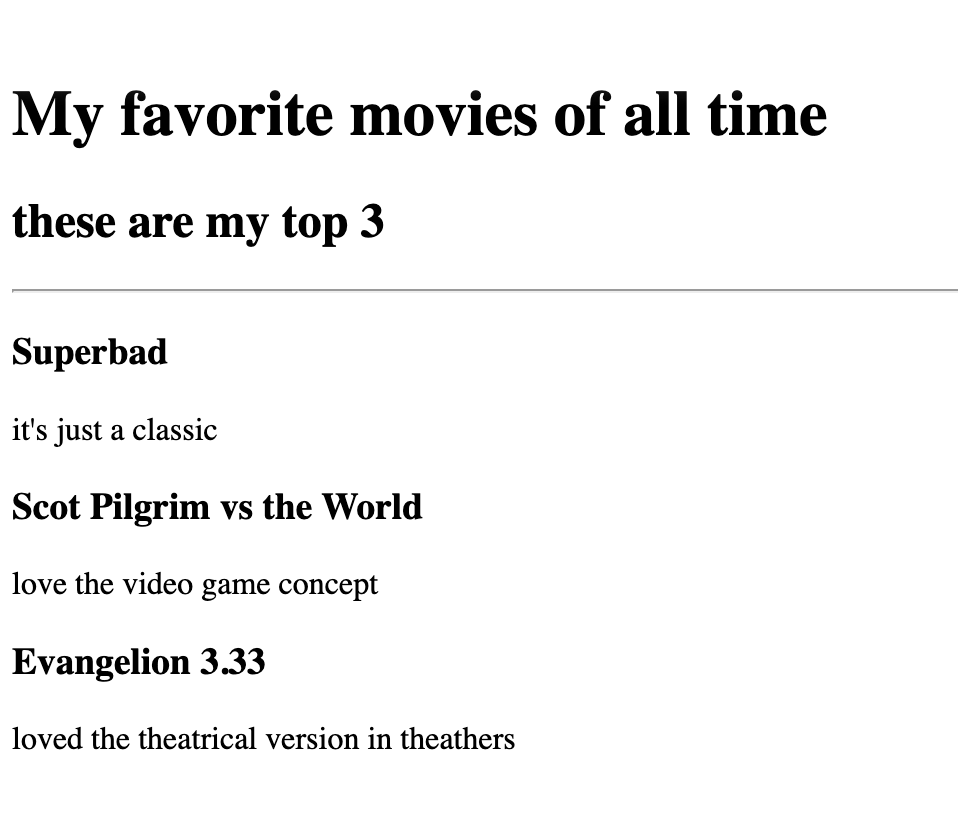 My favorite movies of all time
these are my top 3
Superbad
it's just a classic
Scot Pilgrim vs the World
love the video game concept
Evangelion 3.33
loved the theatrical version in theathers